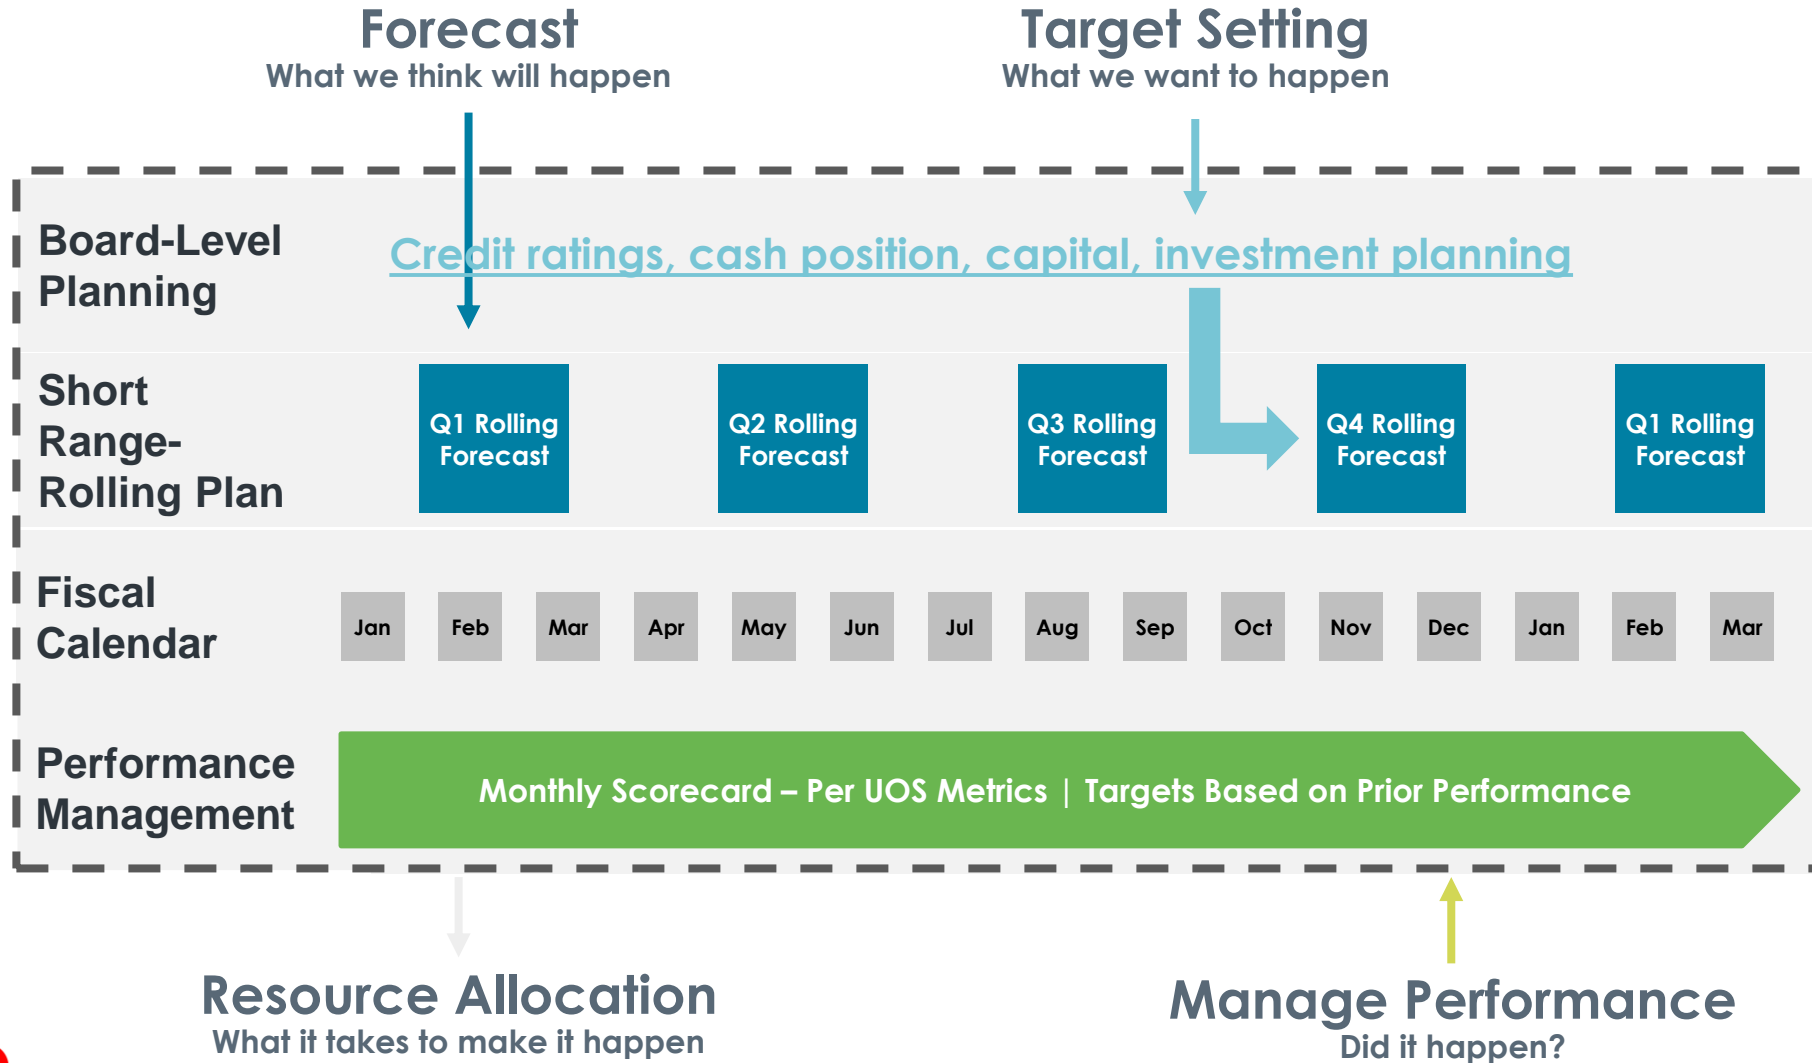 Forecast
What we think will happen
Target Setting
What we want to happen
Board-Level
Planning
Credit ratings, cash position, capital, investment planning
Short
Range-
Rolling Plan
Q1 Rolling
Forecast
Q2 Rolling
Forecast
Q3 Rolling
Forecast
Q4 Rolling
Forecast
Q1 Rolling
Forecast
Fiscal
Calendar
Jan Feb Mar Apr May Jun Jul Aug Sep Oct Nov Dec Jan Feb Mar
Performance
Management
Monthly Scorecard – Per UOS Metrics | Targets Based on Prior Performance
Resource Allocation
What it takes to make it happen
Manage Performance
Did it happen?